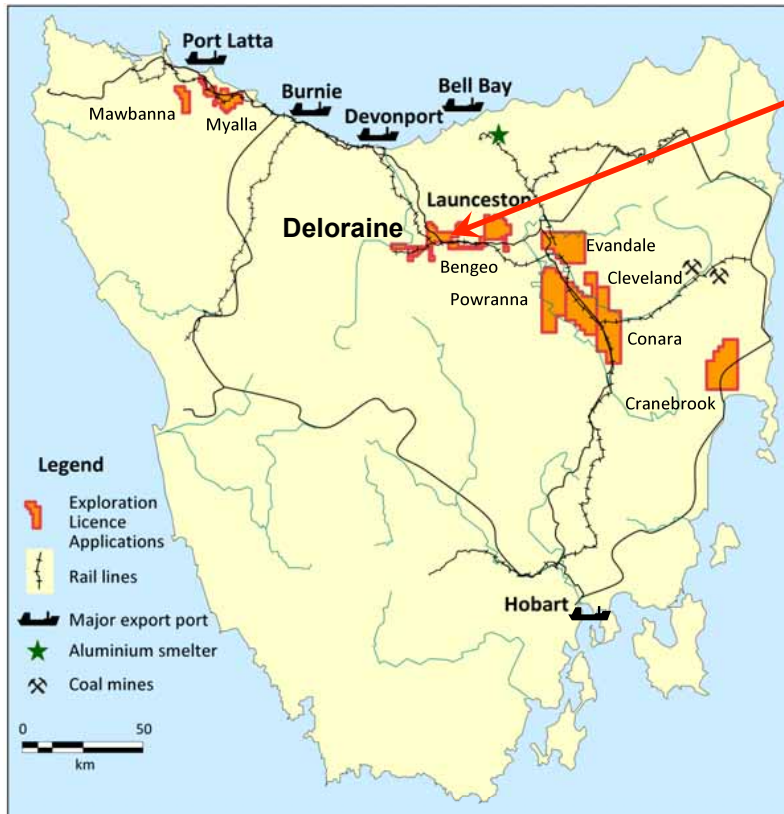 Port Latta
Burnie
Bell Bay
Mawbanna
Myalla
Devonport
Launceston
Deloraine
Evandale
Bengeo
Cleveland
Powranna
Conara
Cranebrook
Legend
Exploration
Licence
Applications
Rail lines
Hobart
Major export port
Aluminium smelter
Coal mines
0 50
km